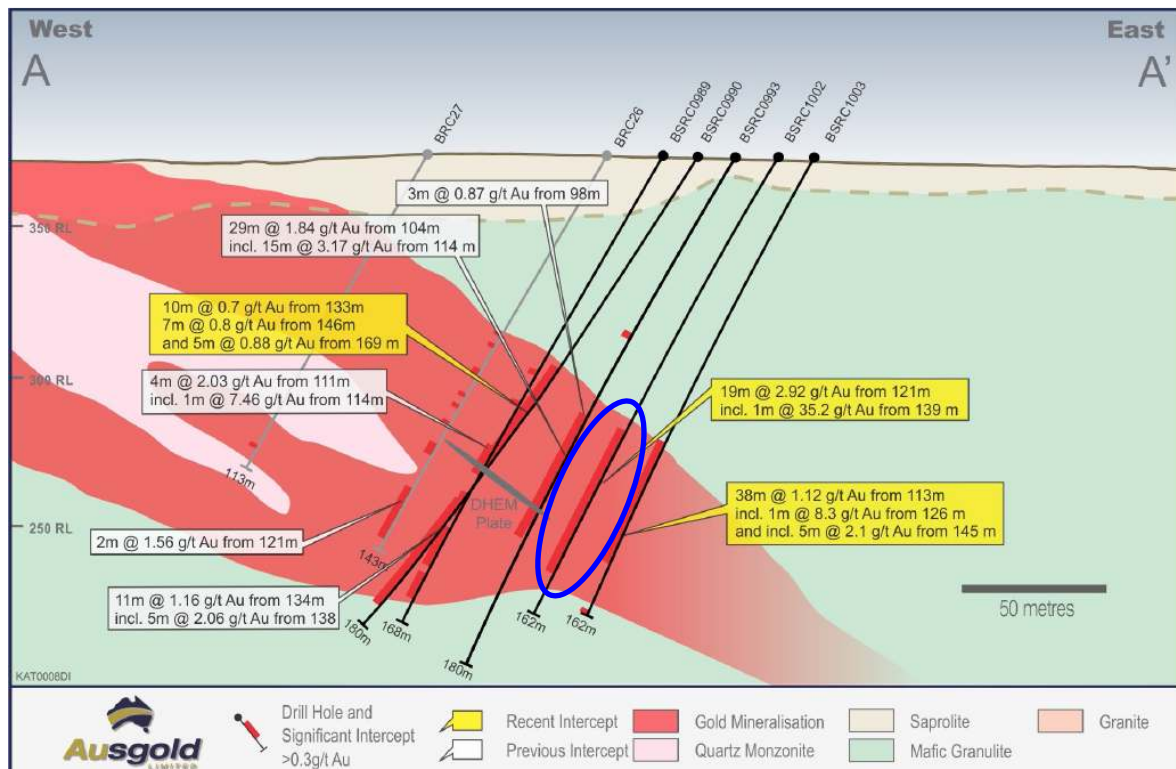 West
East
A
A'
BRC27
BRC26
BSRC0989
BSRC0990
BSRC0993
BSRC1002
BSRC1003
3m @ 0.87 g/t Au from 98m
29m @ 1.84 g/t Au from 104m
incl. 15m @ 3.17 g/t Au from 114 m
350 RL
10m @ 0.7 g/t Au from 133m
7m @ 0.8 g/t Au from 146m
and 5m @ 0.88 g/t Au from 169 m
300 RL
4m @ 2.03 g/t Au from 111m
incl. 1m @ 7.46 g/t Au from 114m
19m @ 2.92 g/t Au from 121m
incl. 1m @ 35.2 g/t Au from 139 m
113m
DHEM
Plate
38m @ 1.12 g/t Au from 113m
incl. 1m @ 8.3 g/t Au from 126 m
and incl. 5m @ 2.1 g/t Au from 145 m
250 RL
2m @ 1.56 g/t Au from 121m
143m
11m @ 1.16 g/t Au from 134m
incl. 5m @ 2.06 g/t Au from 138
180m
168m
180m
162m
162m
50 metres
KAT0008DI
Ausgold
LIMITED
Drill Hole and
Significant Intercept
>0.3g/t Au
Recent Intercept
Previous Intercept
Gold Mineralisation
Quartz Monzonite
Saprolite
Mafic Granulite
Granite